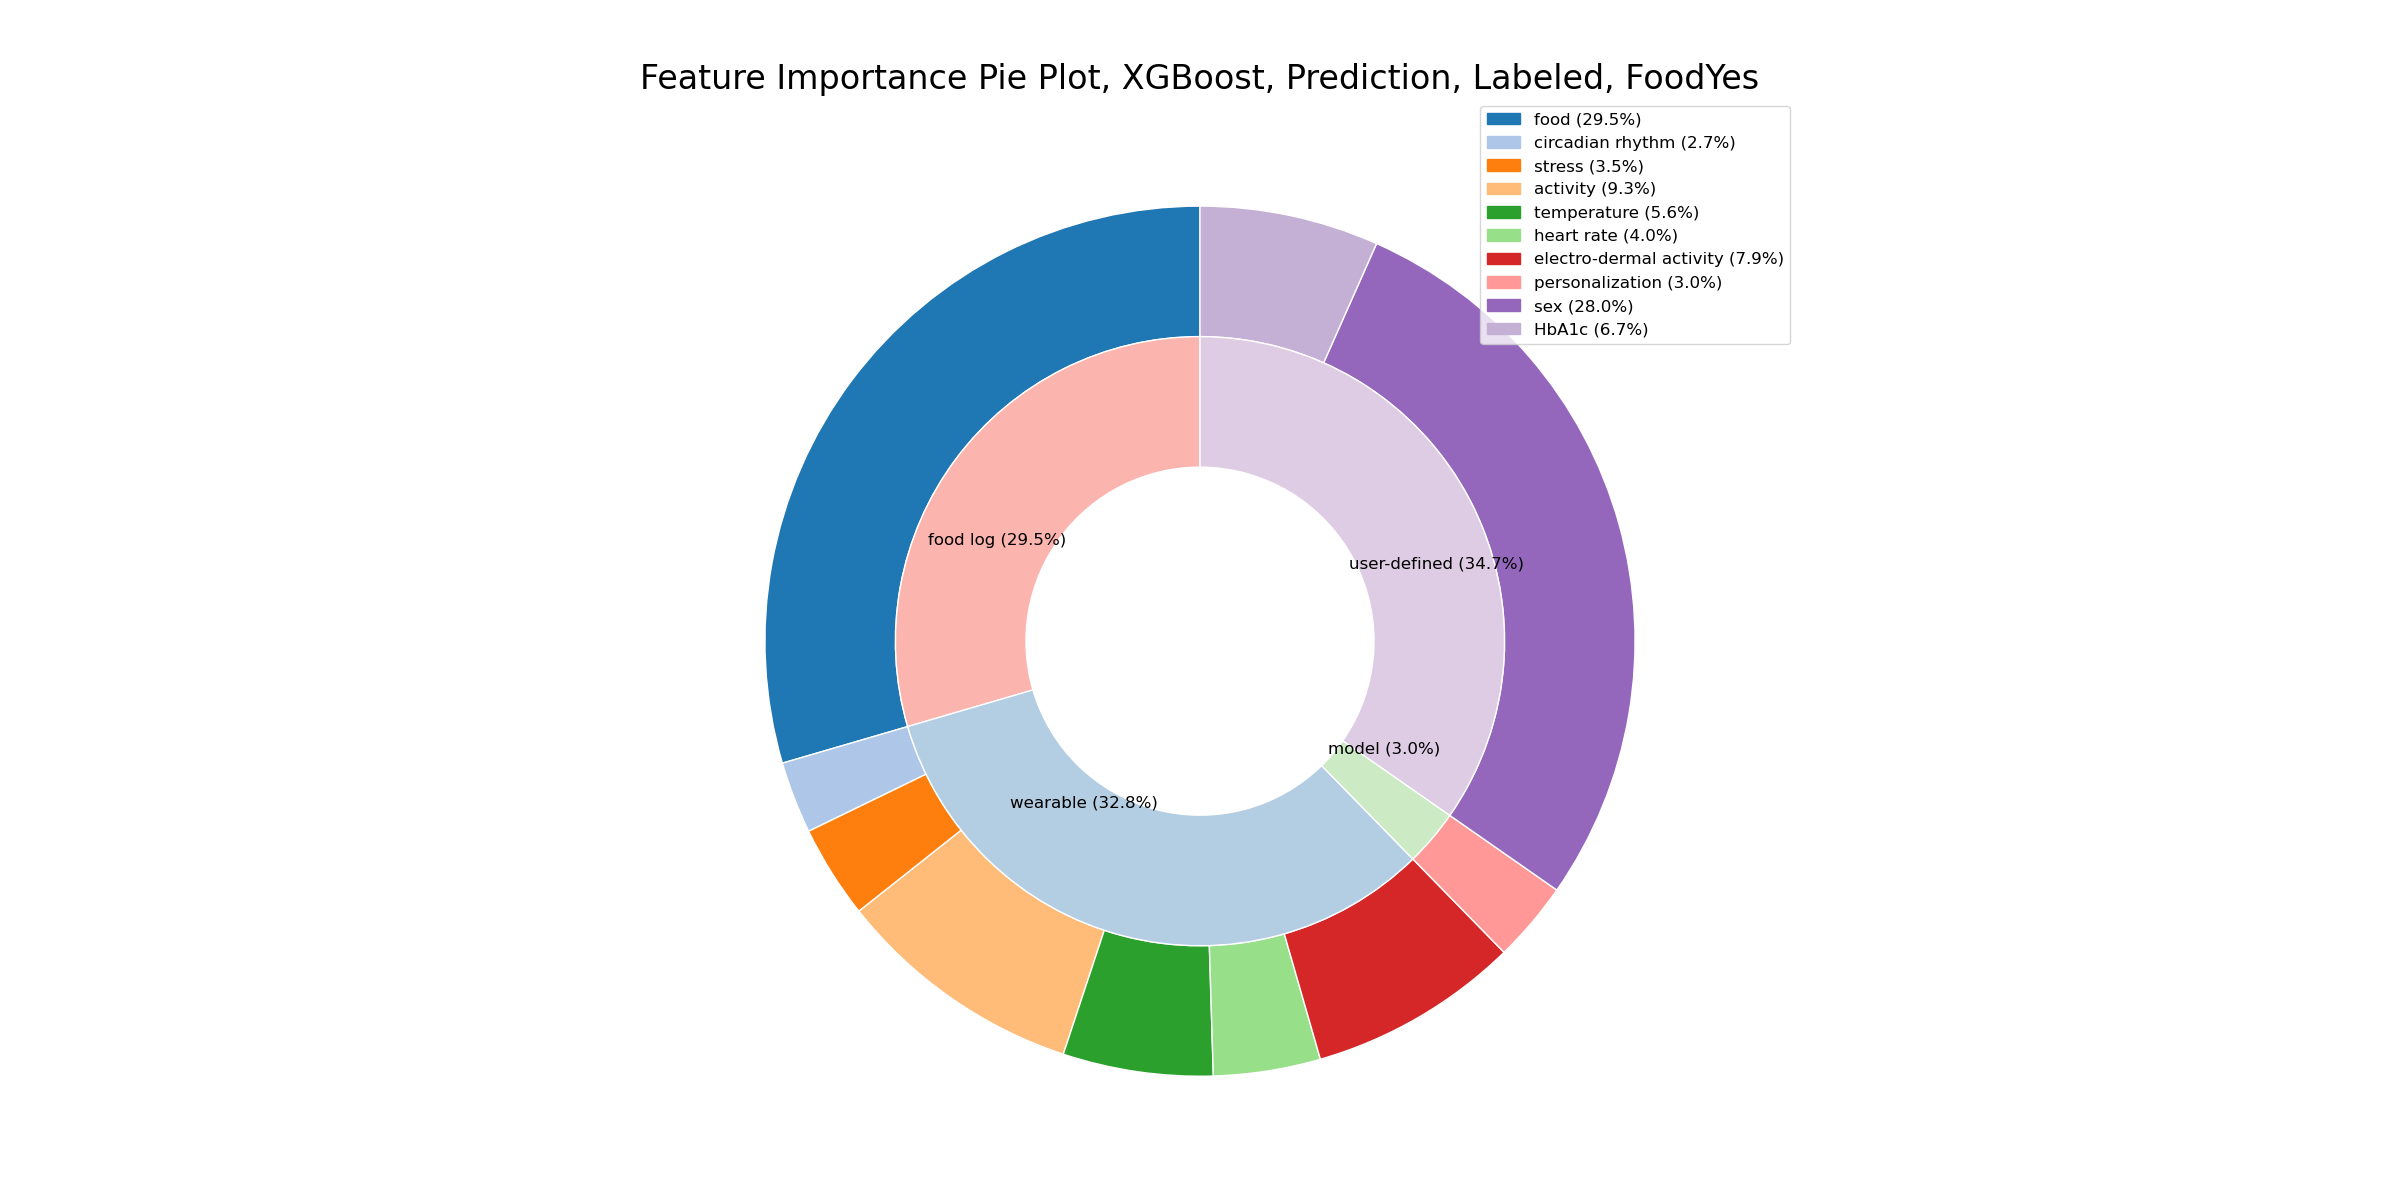 Feature Importance Pie Plot, XGBoost, Prediction, Labeled, FoodYes
food (29.5%)
circadian rhythm (2.7%)
stress (3.5%)
activity (9.3%)
temperature (5.6%)
heart rate (4.0%)
electro-dermal activity (7.9%)
personalization (3.0%)
sex (28.0%)
HbA1c (6.7%)
food log (29.5%)
user-defined (34.7%)
model (3.0%)
wearable (32.8%)